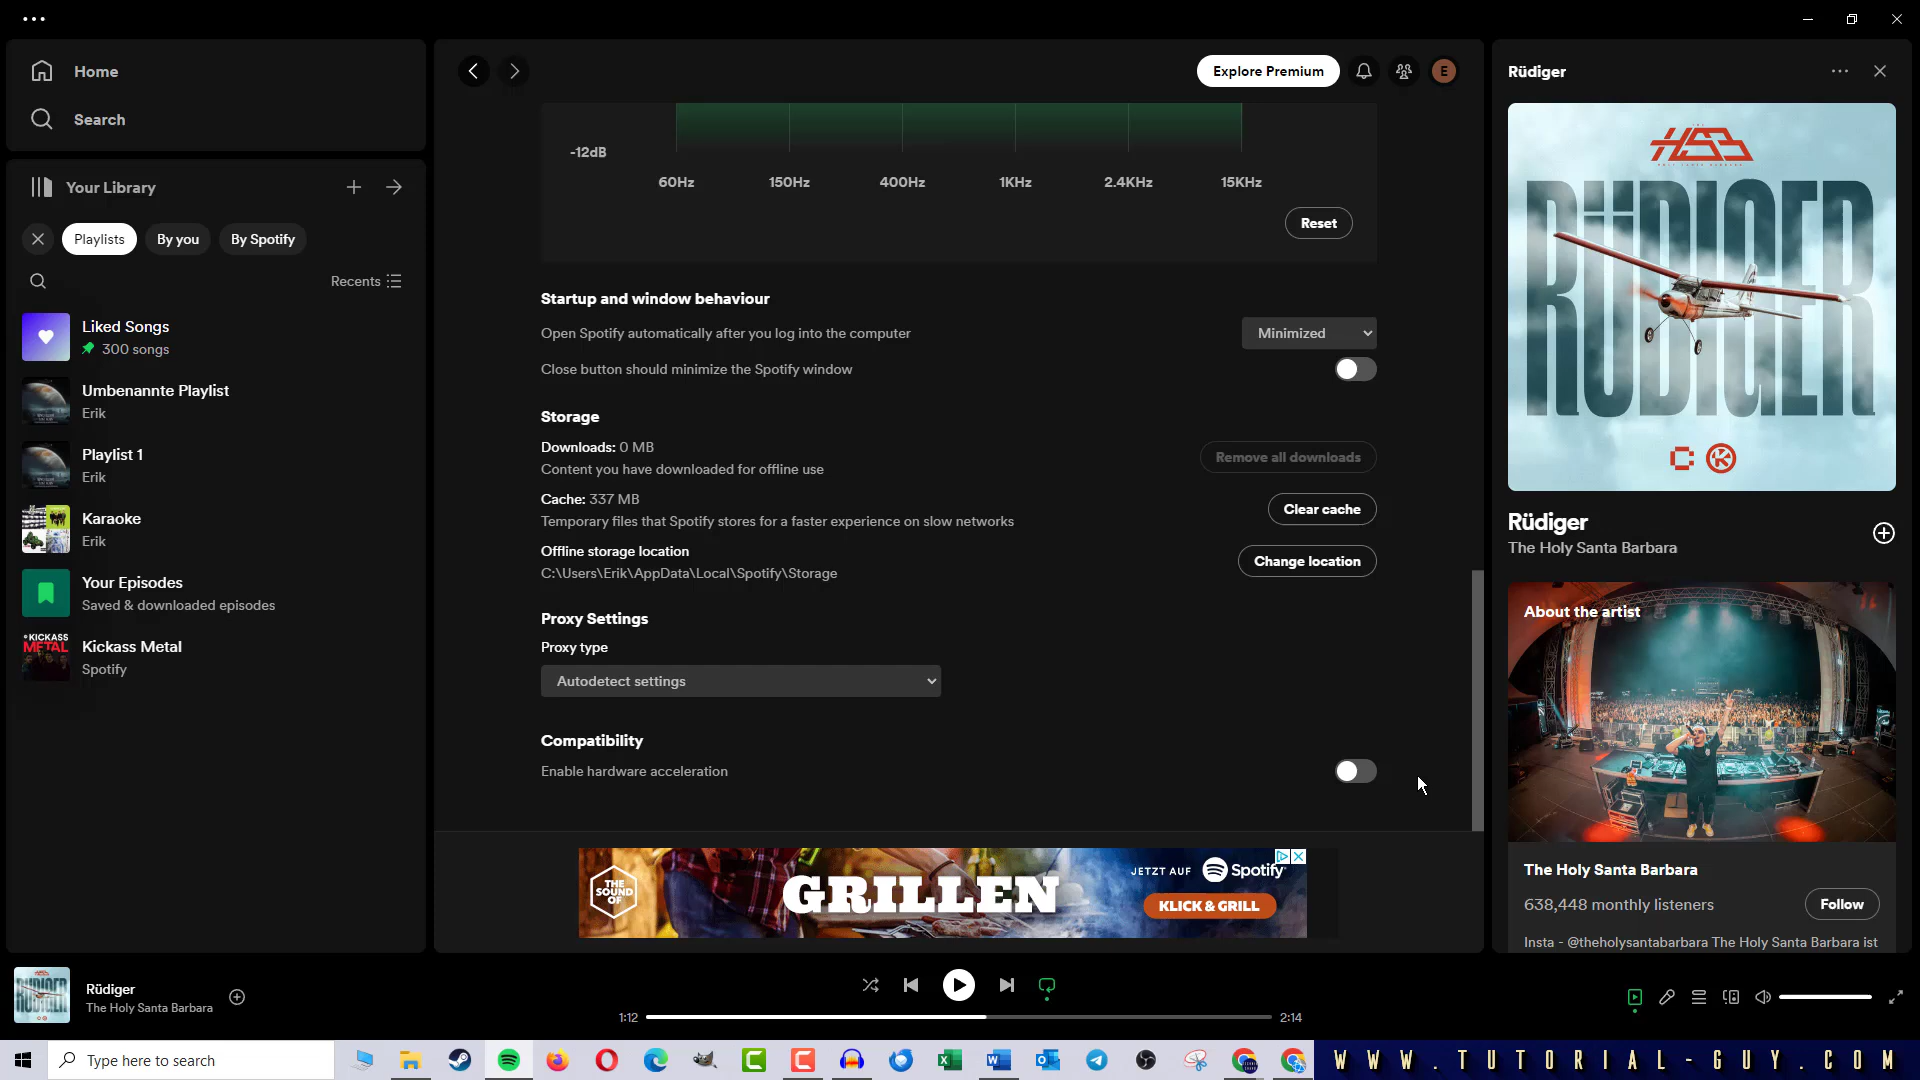 Home
Search
Your Library
Playlists
By you
By Spotify
Recents
Liked Songs
300 songs
Umbenannte Playlist
Erik
Playlist 1
Erik
Karaoke
Erik
Your Episodes
Saved & downloaded episodes
KICKASS
METAL
Kickass Metal
Spotify
Explore Premium
E
-12dB
60Hz 150Hz 400Hz 1KHz 2.4KHz 15KHz
Reset
Startup and window behaviour
Open Spotify automatically after you log into the computer
Minimized
Close button should minimize the Spotify window
Storage
Downloads: 0 MB
Content you have downloaded for offline use
Remove all downloads
Cache: 337 MB
Temporary files that Spotify stores for a faster experience on slow networks
Clear cache
Offline storage location
C:\Users\Erik\AppData\Local\Spotify\Storage
Change location
Proxy Settings
Proxy type
Autodetect settings
Compatibility
Enable hardware acceleration
THE
SOUND
OF
GRILLEN
JETZT AUF Spotify
KLICK & GRILL
Rüdiger
RÜDIGER
Rüdiger
The Holy Santa Barbara
About the artist
The Holy Santa Barbara
638,448 monthly listeners
Follow
Insta - @theholysantabarbara The Holy Santa Barbara ist
RÜDIGER
Rüdiger
The Holy Santa Barbara
1:12
2:14
Type here to search
WWW.TUTORIAL-GUY.COM